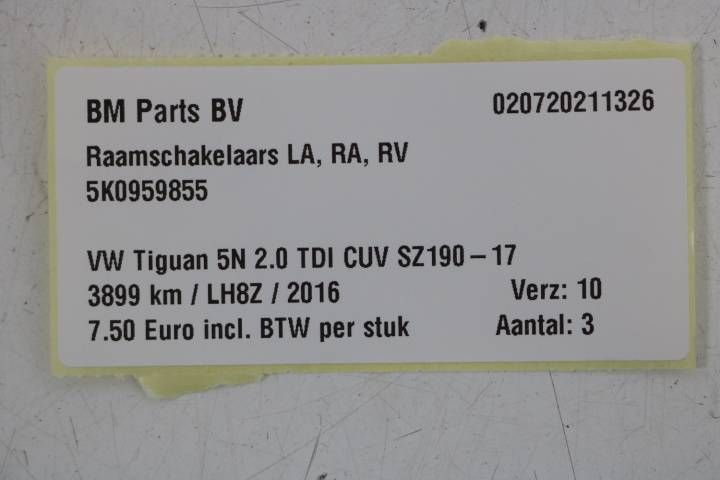 BM Parts BV 020720211326
Raamschakelaars LA, RA, RV
5K0959855
VW Tiguan 5N 2.0 TDI CUV SZ190 – 17
3899 km / LH8Z / 2016 Verz: 10
7.50 Euro incl. BTW per stuk Aantal: 3